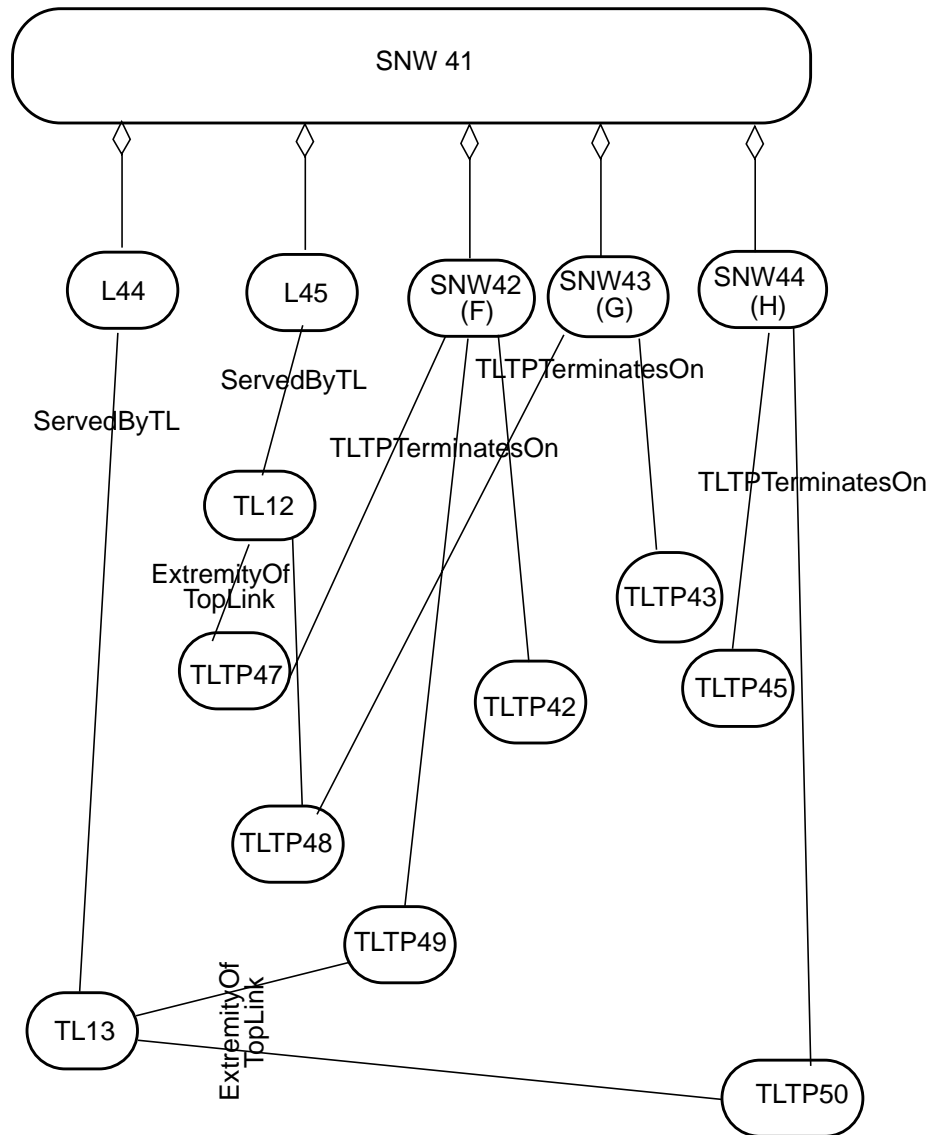 SNW 41
L44
L45
SNW42
(F)
SNW43
(G)
SNW44
(H)
ServedByTL
ServedByTL
TLTPTerminatesOn
TLTPTerminatesOn
TLTPTerminatesOn
TL12
ExtremityOf
TopLink
TLTP43
TLTP47
TLTP45
TLTP42
TLTP48
TLTP49
ExtremityOf
TopLink
TL13
TLTP50